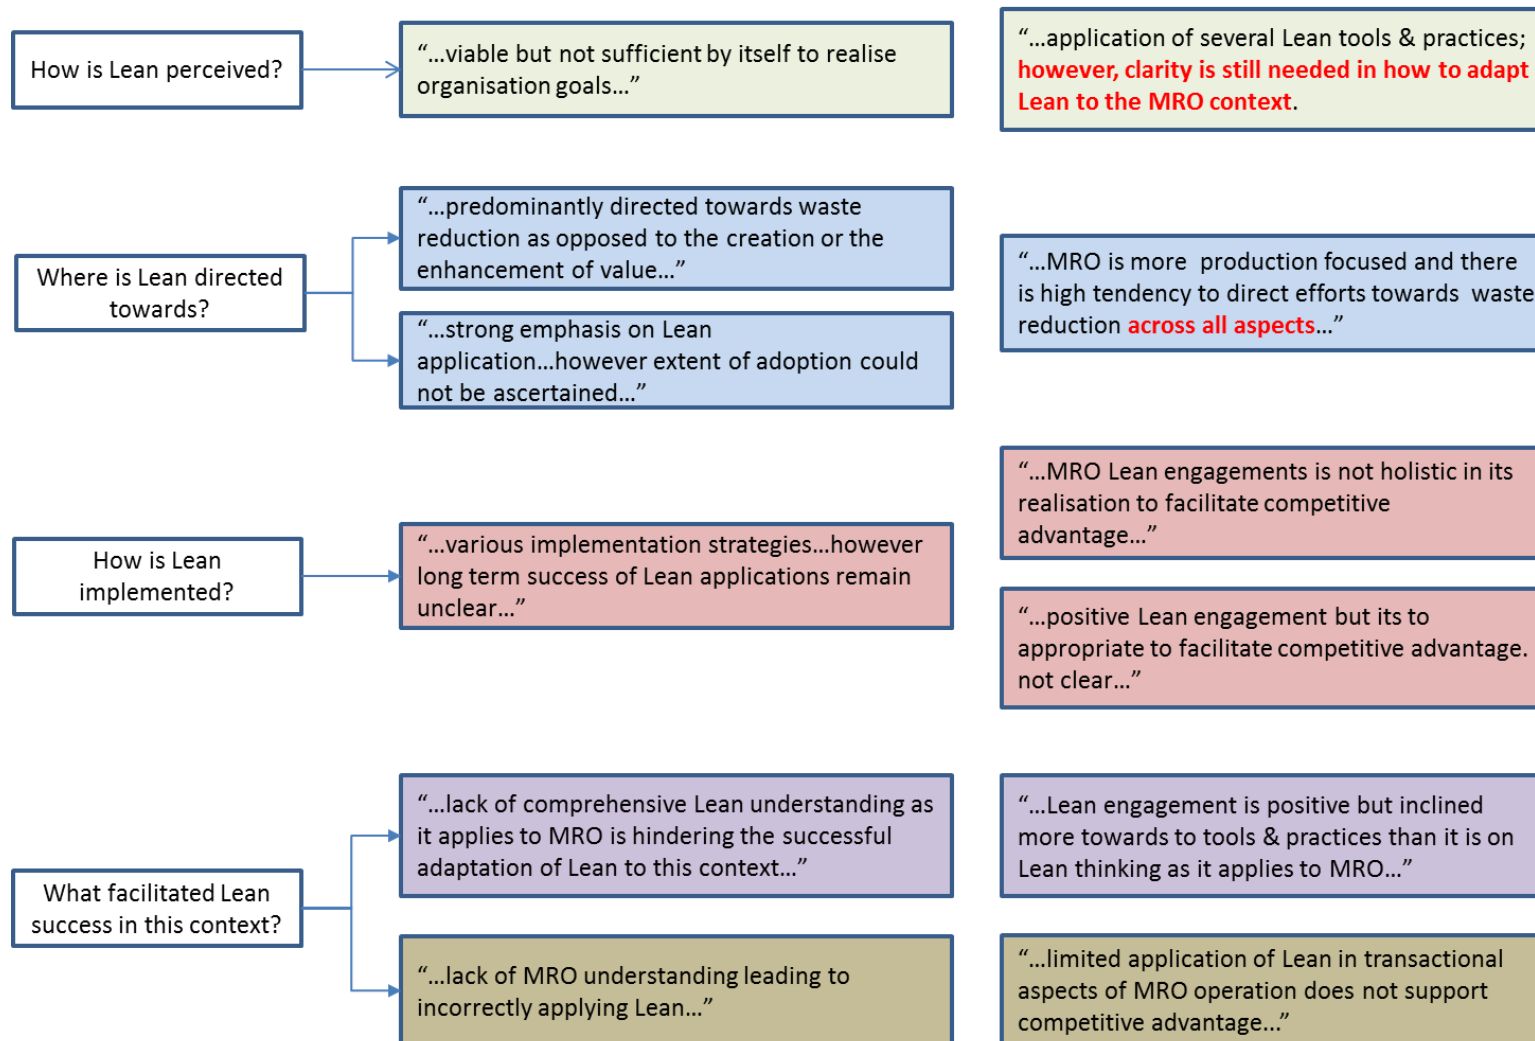 How is Lean perceived?
“...viable but not sufficient by itself to realise
organisation goals...”
“...application of several Lean tools & practices;
however, clarity is still needed in how to adapt
Lean to the MRO context.
Where is Lean directed
towards?
“...predominantly directed towards waste
reduction as opposed to the creation or the
enhancement of value...”
“...strong emphasis on Lean
application...however extent of adoption could
not be ascertained...”
“...MRO is more  production focused and there
is high tendency to direct efforts towards  waste
reduction across all aspects...”
How is Lean
implemented?
“...various implementation strategies...however
long term success of Lean applications remain
unclear...”
“...MRO Lean engagements is not holistic in its
realisation to facilitate competitive
advantage...”
“...positive Lean engagement but its to
appropriate to facilitate competitive advantage.
not clear...”
What facilitated Lean
success in this context?
“...lack of comprehensive Lean understanding as
it applies to MRO is hindering the successful
adaptation of Lean to this context...”
“...lack of MRO understanding leading to
incorrectly applying Lean...”
“...Lean engagement is positive but inclined
more towards to tools & practices than it is on
Lean thinking as it applies to MRO...”
“...limited application of Lean in transactional
aspects of MRO operation does not support
competitive advantage...”